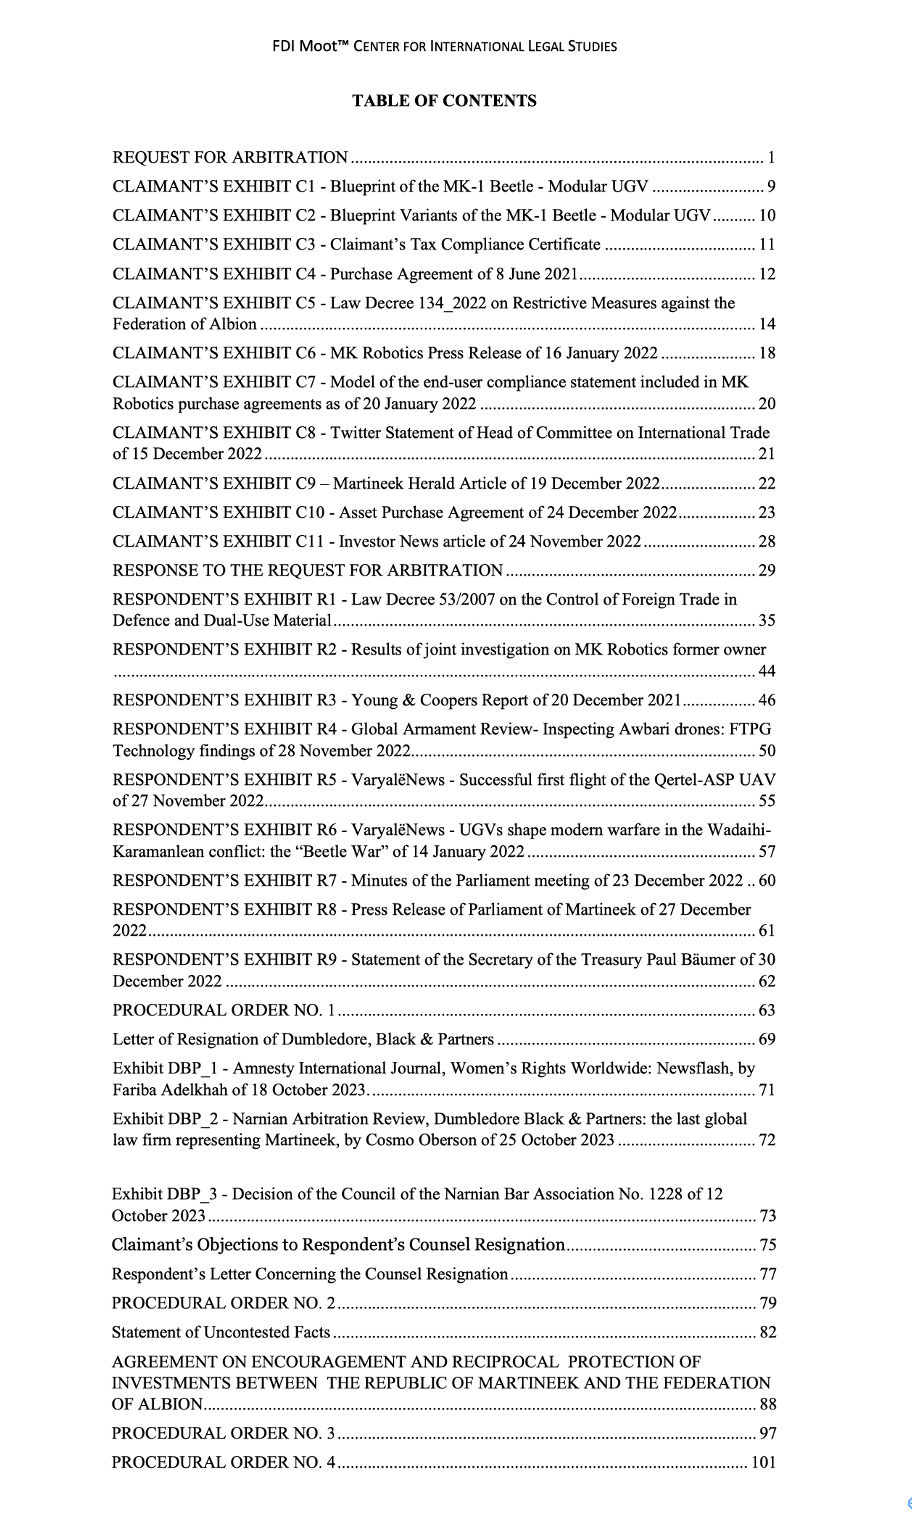 FDI Moot™ CENTER FOR INTERNATIONAL LEGAL STUDIES
TABLE OF CONTENTS
REQUEST FOR ARBITRATION ................................................ 1
CLAIMANT’S EXHIBIT C1 - Blueprint of the MK-1 Beetle - Modular UGV .......................... 9
CLAIMANT’S EXHIBIT C2 - Blueprint Variants of the MK-1 Beetle - Modular UGV .......... 10
CLAIMANT’S EXHIBIT C3 - Claimant’s Tax Compliance Certificate ................................... 11
CLAIMANT’S EXHIBIT C4 - Purchase Agreement of 8 June 2021......................................... 12
CLAIMANT’S EXHIBIT C5 - Law Decree 134_2022 on Restrictive Measures against the
Federation of Albion ................................................ 14
CLAIMANT’S EXHIBIT C6 - MK Robotics Press Release of 16 January 2022 ...................... 18
CLAIMANT’S EXHIBIT C7 - Model of the end-user compliance statement included in MK
Robotics purchase agreements as of 20 January 2022 ................................................ 20
CLAIMANT’S EXHIBIT C8 - Twitter Statement of Head of Committee on International Trade
of 15 December 2022 ................................................ 21
CLAIMANT’S EXHIBIT C9 – Martineek Herald Article of 19 December 2022...................... 22
CLAIMANT’S EXHIBIT C10 - Asset Purchase Agreement of 24 December 2022.................. 23
CLAIMANT’S EXHIBIT C11 - Investor News article of 24 November 2022 .......................... 28
RESPONSE TO THE REQUEST FOR ARBITRATION ................................................ 29
RESPONDENT’S EXHIBIT R1 - Law Decree 53/2007 on the Control of Foreign Trade in
Defence and Dual-Use Material ................................................ 35
RESPONDENT’S EXHIBIT R2 - Results of joint investigation on MK Robotics former owner
................................................ 44
RESPONDENT’S EXHIBIT R3 - Young & Coopers Report of 20 December 2021................. 46
RESPONDENT’S EXHIBIT R4 - Global Armament Review- Inspecting Awbari drones: FTPG
Technology findings of 28 November 2022................................................ 50
RESPONDENT’S EXHIBIT R5 - VaryalëNews - Successful first flight of the Qertel-ASP UAV
of 27 November 2022................................................ 55
RESPONDENT’S EXHIBIT R6 - VaryalëNews - UGVs shape modern warfare in the Wadaihi-
Karamanlean conflict: the “Beetle War” of 14 January 2022 ................................................ 57
RESPONDENT’S EXHIBIT R7 - Minutes of the Parliament meeting of 23 December 2022 .. 60
RESPONDENT’S EXHIBIT R8 - Press Release of Parliament of Martineek of 27 December
2022................................................ 61
RESPONDENT’S EXHIBIT R9 - Statement of the Secretary of the Treasury Paul Bäumer of 30
December 2022 ................................................ 62
PROCEDURAL ORDER NO. 1 ................................................ 63
Letter of Resignation of Dumbledore, Black & Partners ................................................ 69
Exhibit DBP_1 - Amnesty International Journal, Women’s Rights Worldwide: Newsflash, by
Fariba Adelkhah of 18 October 2023................................................. 71
Exhibit DBP_2 - Narnian Arbitration Review, Dumbledore Black & Partners: the last global
law firm representing Martineek, by Cosmo Oberson of 25 October 2023 ................................ 72
Exhibit DBP_3 - Decision of the Council of the Narnian Bar Association No. 1228 of 12
October 2023 ................................................ 73
Claimant’s Objections to Respondent’s Counsel Resignation............................................ 75
Respondent’s Letter Concerning the Counsel Resignation ................................................ 77
PROCEDURAL ORDER NO. 2 ................................................ 79
Statement of Uncontested Facts ................................................ 82
AGREEMENT ON ENCOURAGEMENT AND RECIPROCAL PROTECTION OF
INVESTMENTS BETWEEN THE REPUBLIC OF MARTINEEK AND THE FEDERATION
OF ALBION................................................ 88
PROCEDURAL ORDER NO. 3 ................................................ 97
PROCEDURAL ORDER NO. 4 ................................................ 101